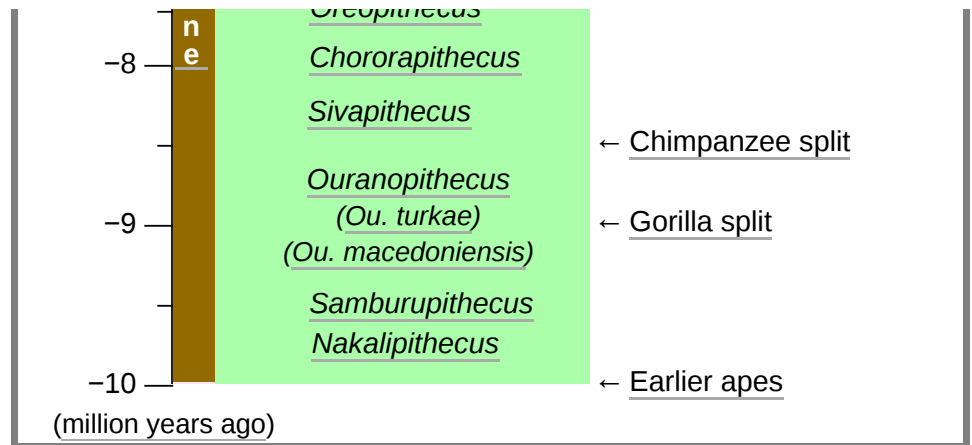 Oreopithecus
n
e
−8
Chororapithecus
Sivapithecus
← Chimpanzee split
Ouranopithecus
(Ou. turkae)
−9
← Gorilla split
(Ou. macedoniensis)
Samburupithecus
Nakalipithecus
−10
← Earlier apes
(million years ago)